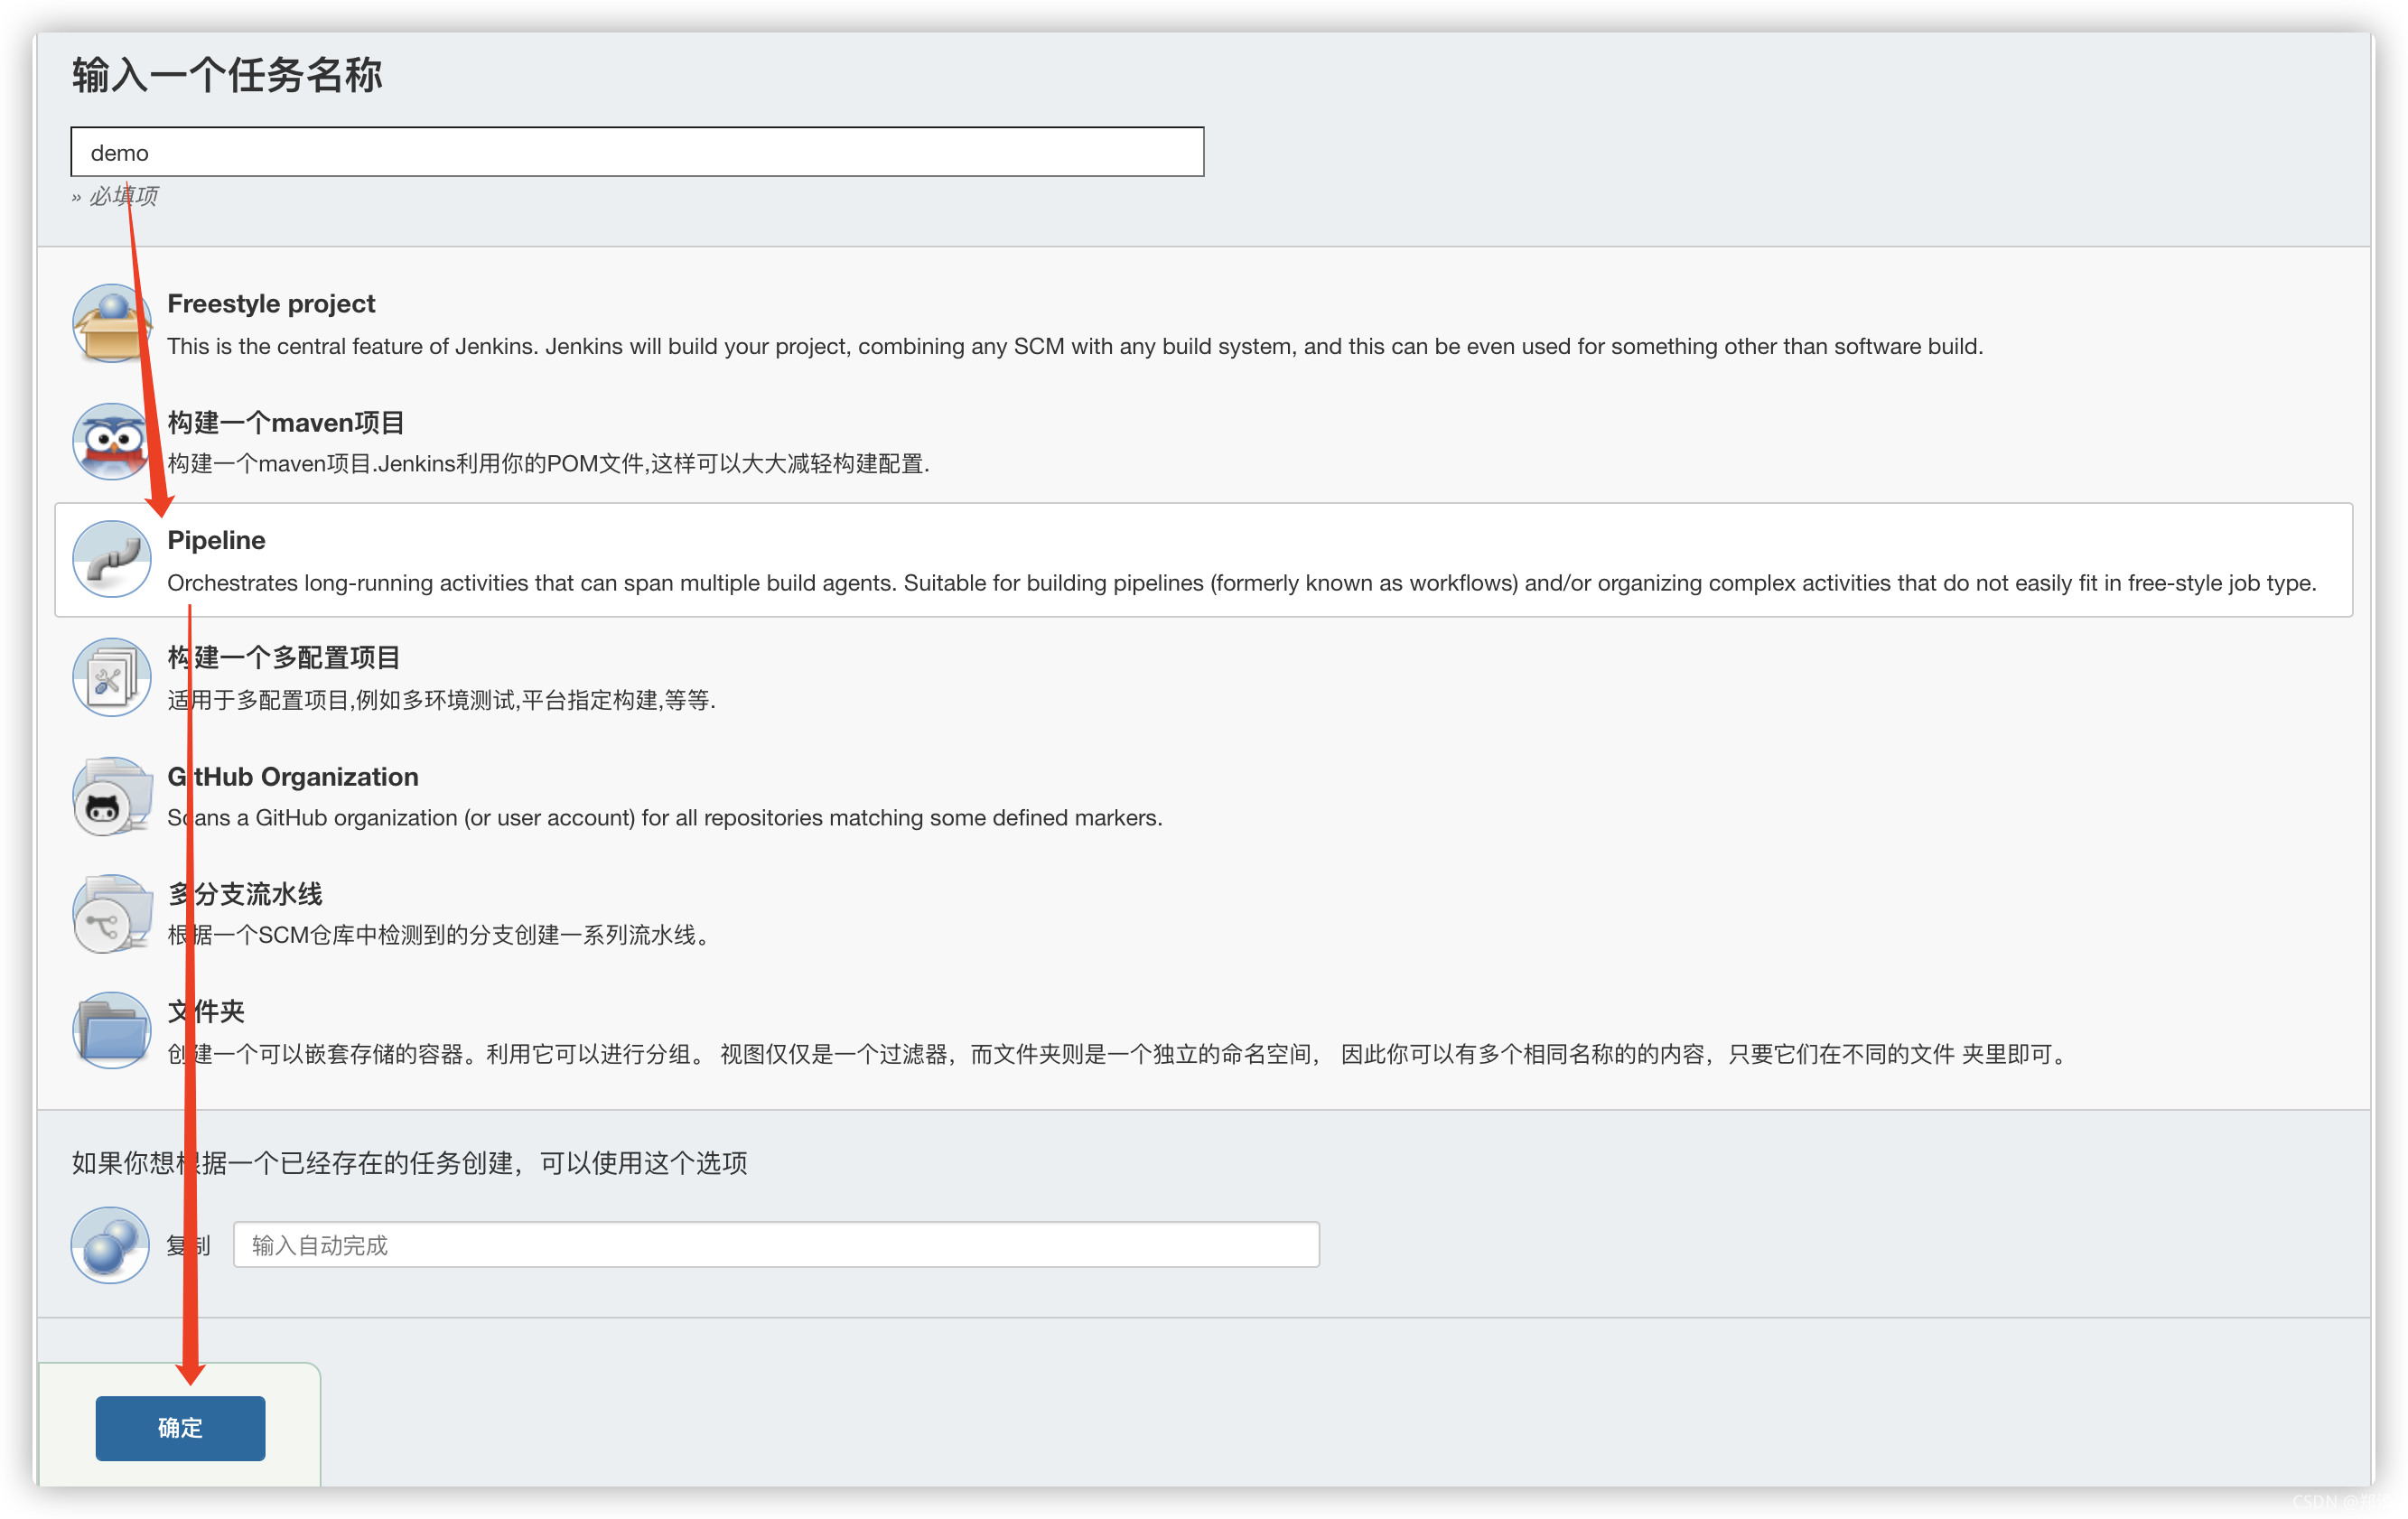 输入一个任务名称
demo
» 必填项
Freestyle project
This is the central feature of Jenkins. Jenkins will build your project, combining any SCM with any build system, and this can be even used for something other than software build.
构建一个maven项目
构建一个maven项目.Jenkins利用你的POM文件,这样可以大大减轻构建配置.
Pipeline
Orchestrates long-running activities that can span multiple build agents. Suitable for building pipelines (formerly known as workflows) and/or organizing complex activities that do not easily fit in free-style job type.
构建一个多配置项目
适用于多配置项目,例如多环境测试,平台指定构建,等等.
GitHub Organization
Scans a GitHub organization (or user account) for all repositories matching some defined markers.
多分支流水线
根据一个SCM仓库中检测到的分支创建一系列流水线。
文件夹
创建一个可以嵌套存储的容器。利用它可以进行分组。 视图仅仅是一个过滤器，而文件夹则是一个独立的命名空间， 因此你可以有多个相同名称的的内容，只要它们在不同的文件 夹里即可。
如果你想根据一个已经存在的任务创建，可以使用这个选项
复制
输入自动完成
确定
CSDN